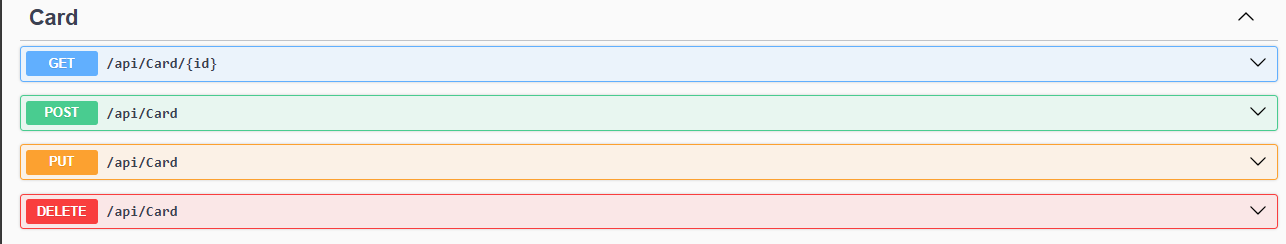 Card
GET /api/Card/{id}
POST /api/Card
PUT /api/Card
DELETE /api/Card